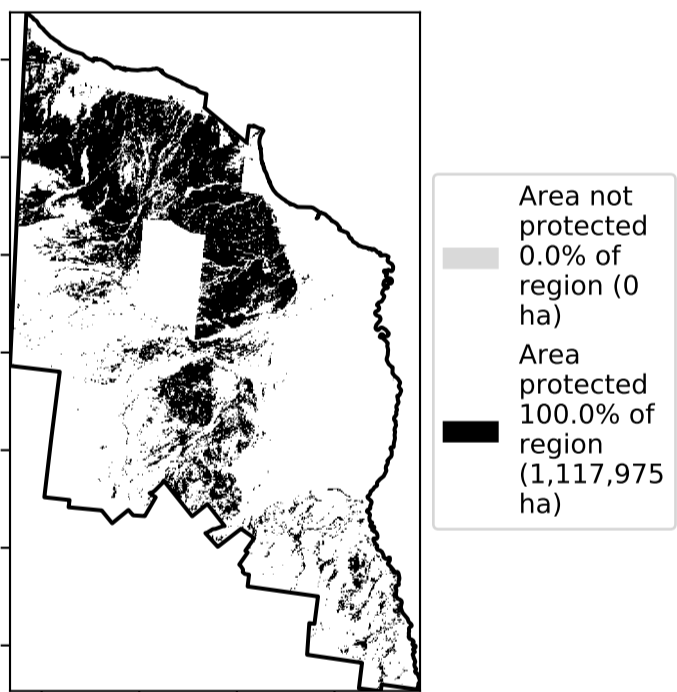 Area not
protected
0.0% of
region (0
ha)
Area
protected
100.0% of
region
(1,117,975
ha)